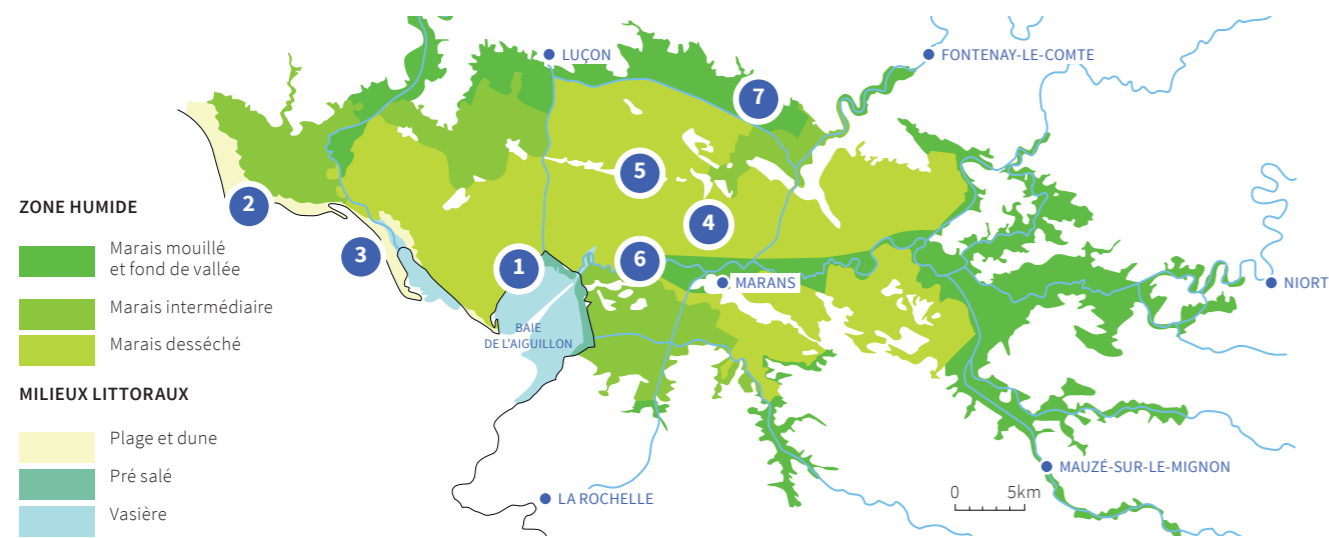 LUÇON
FONTENAY-LE-COMTE
7
5
ZONE HUMIDE
2
4
Marais mouillé
et fond de vallée
3
1
6
MARANS
NIORT
Marais intermédiaire
BAIE
DE L'AIGUILLON
Marais desséché
MILIEUX LITTORAUX
Plage et dune
Pré salé
MAUZÉ-SUR-LE-MIGNON
LA ROCHELLE
0 5km
Vasière